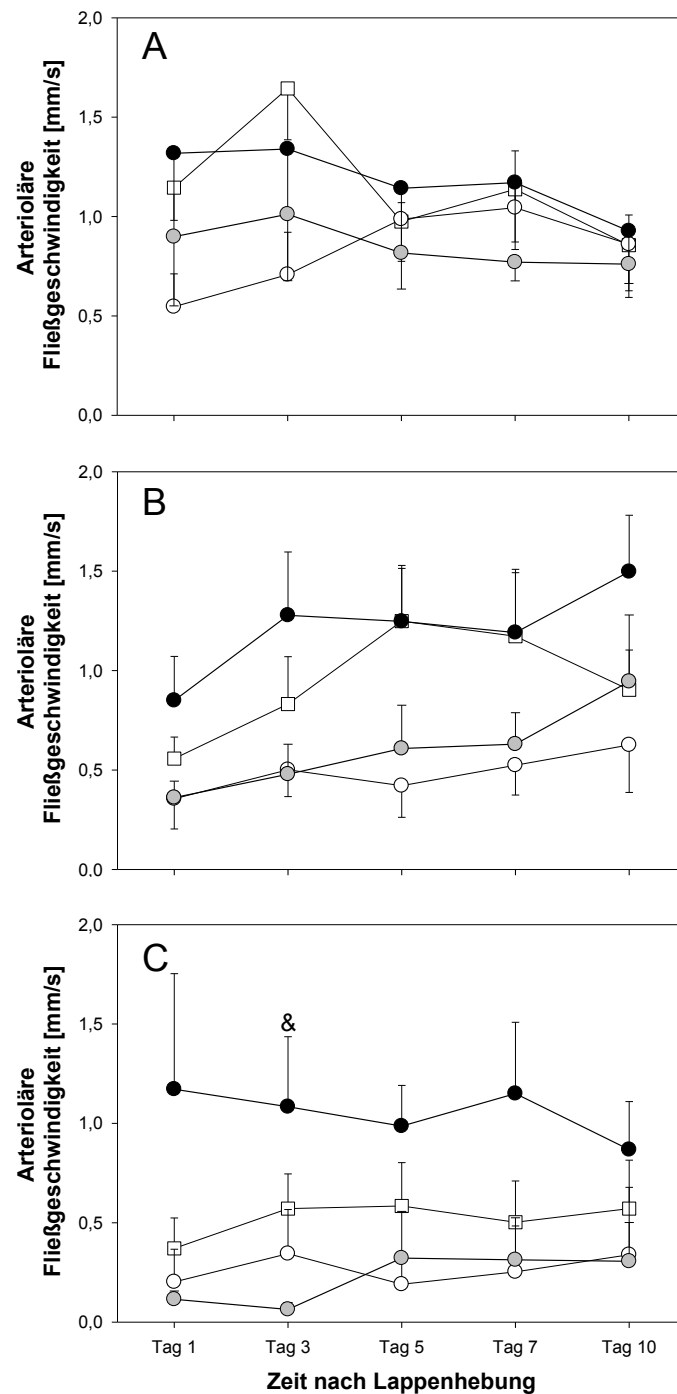 A
Arterioläre
Fließgeschwindigkeit [mm/s]
2,0
1,5
1,0
0,5
0,0
B
Arterioläre
Fließgeschwindigkeit [mm/s]
2,0
1,5
1,0
0,5
0.0
C
&
Arterioläre
Fließgeschwindigkeit [mm/s]
2,0
1,5
1,0
0,5
0,0
Tag 1 Tag 3 Tag 5 Tag 7 Tag 10
Zeit nach Lappenhebung